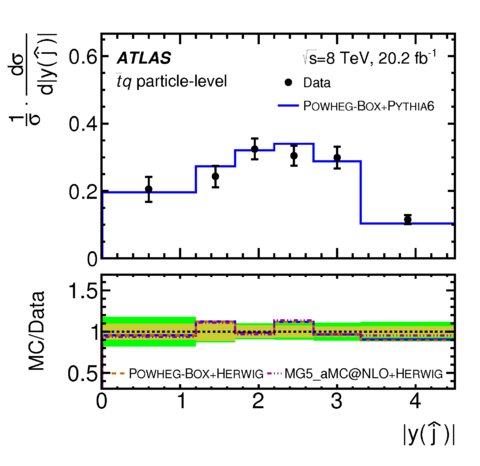 1/σ · dσ/d|y(ĵ)|
ATLAS
√s=8 TeV, 20.2 fb⁻¹
tq particle-level
Data
POWHEG-BOX+PYTHIA6
0.6
0.4
0.2
0
MC/Data
1.5
1
0.5
POWHEG-BOX+HERWIG
MG5_aMC@NLO+HERWIG
0 1 2 3 4
|y(ĵ)|